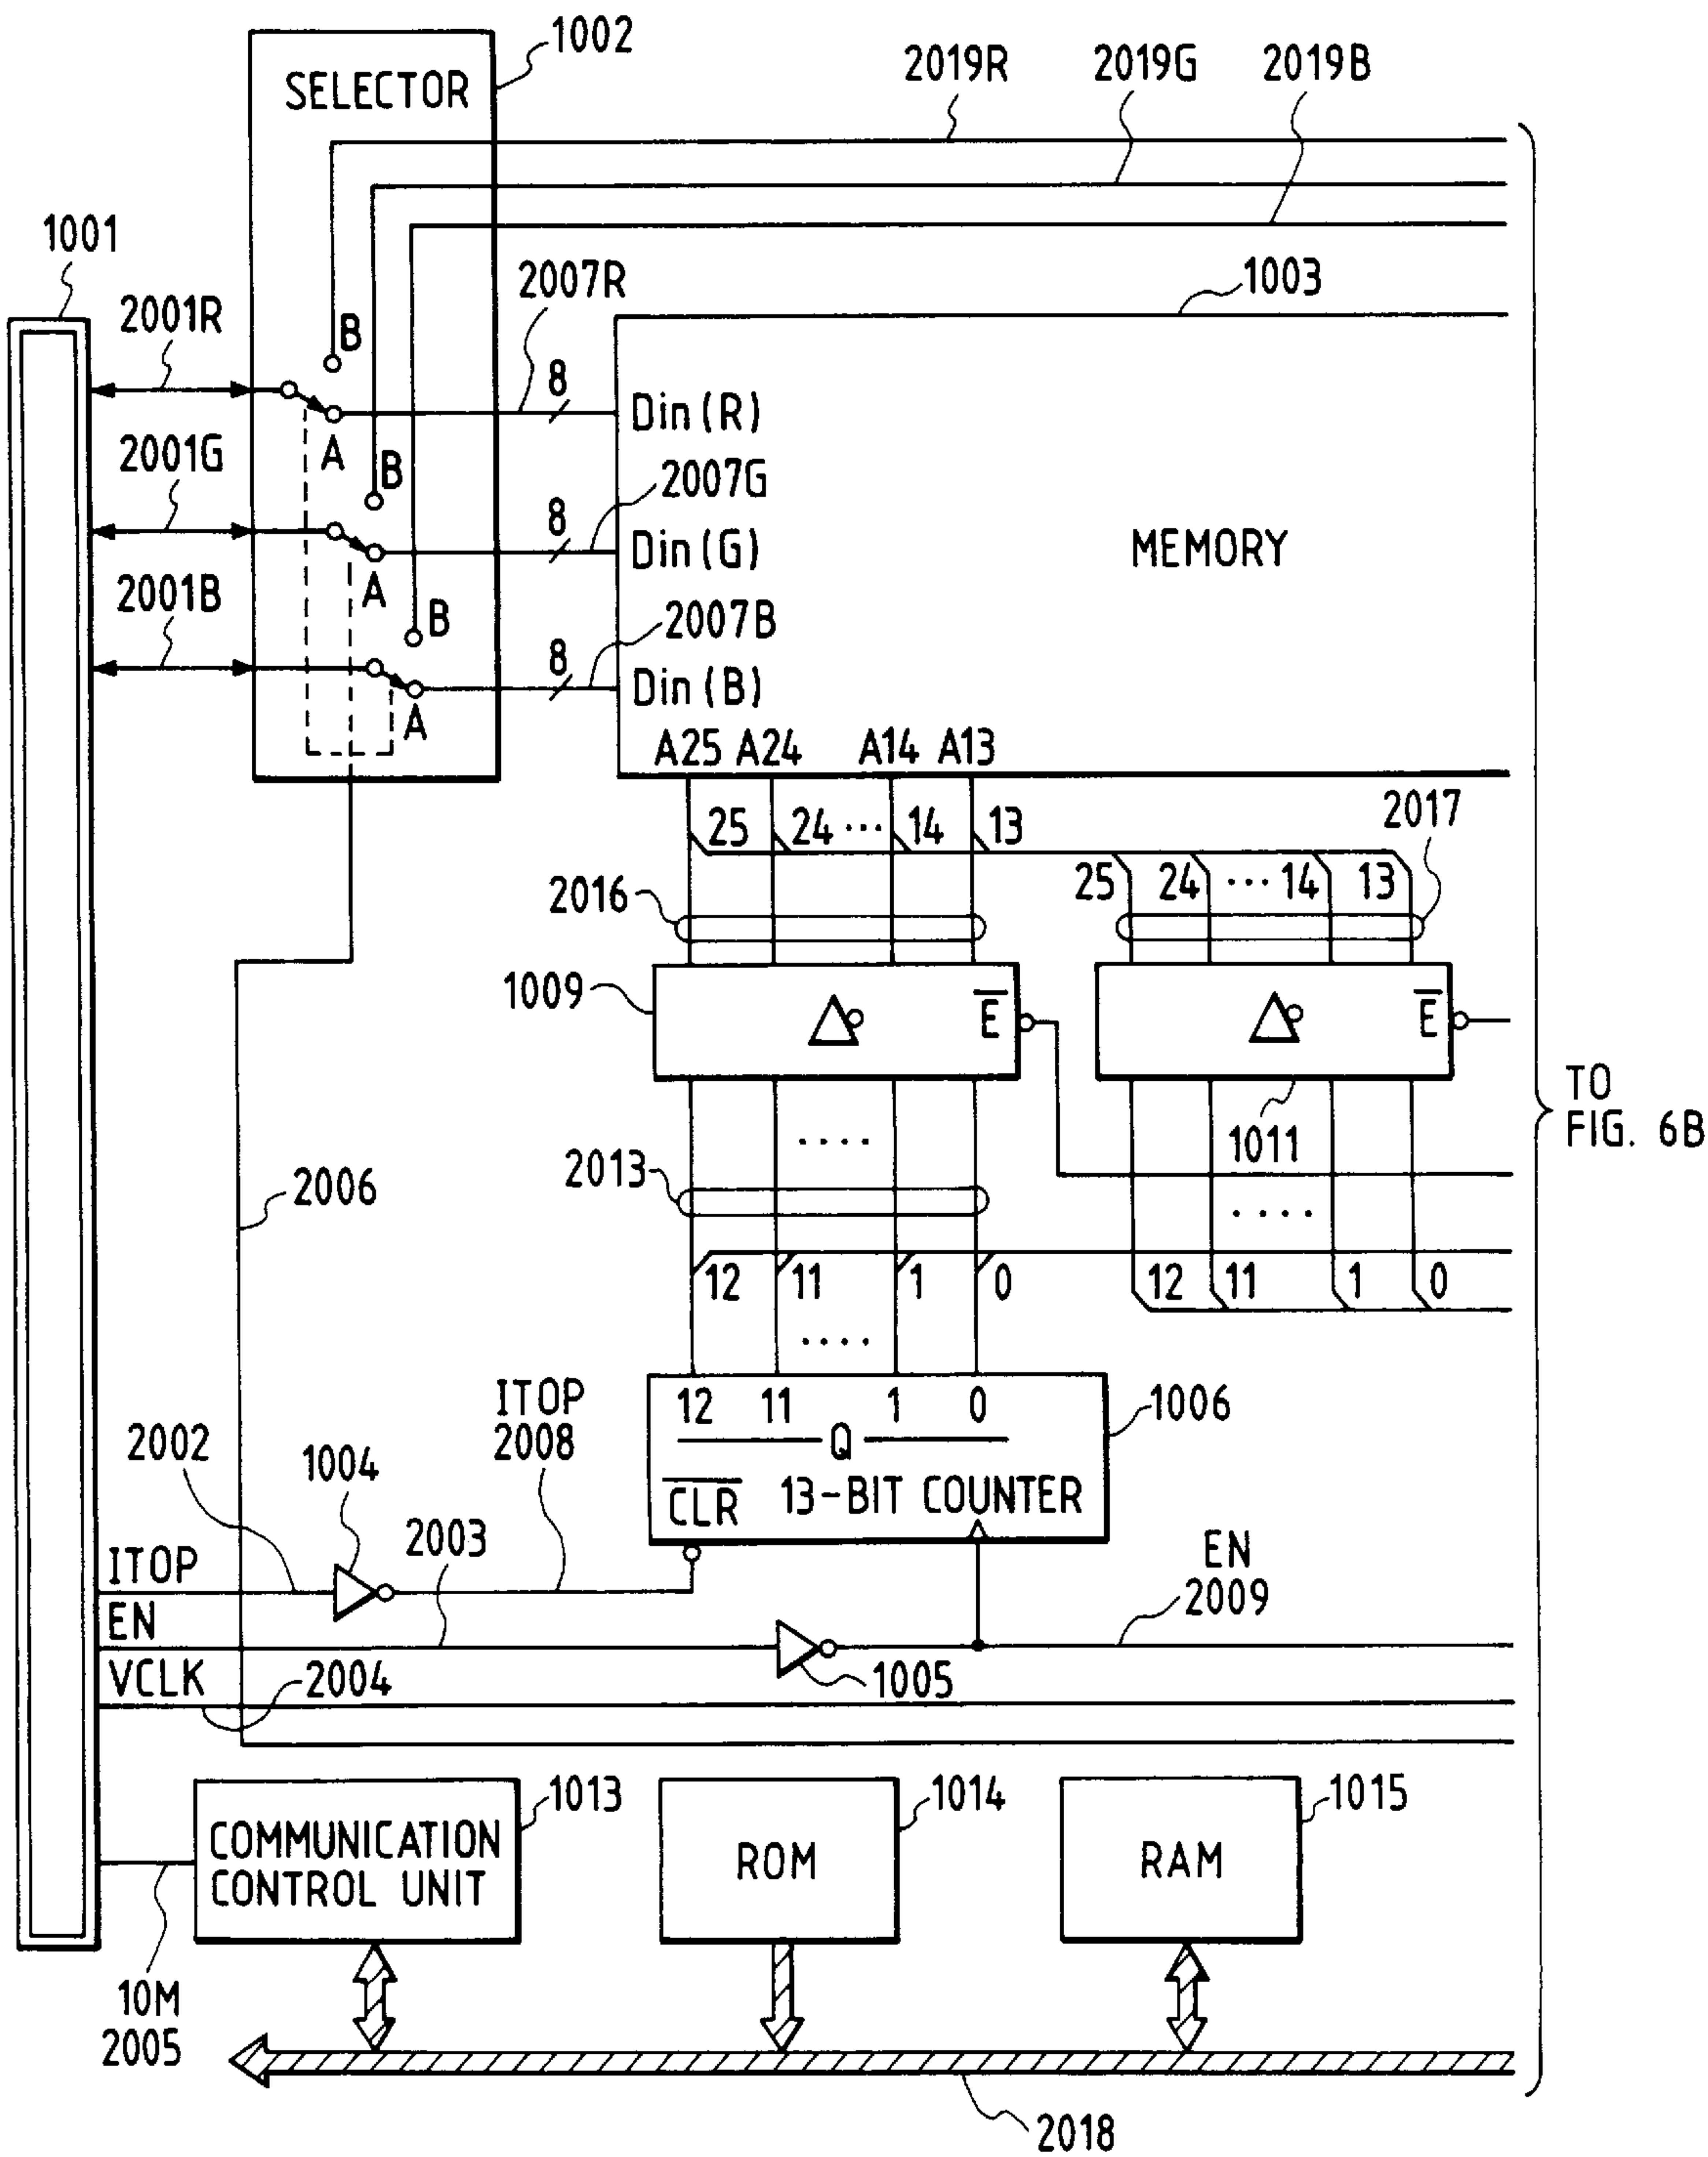 1002
SELECTOR
2019R 2019G 2019B
1001
2001R
B
2007R
1003
8
Din (R)
A
2001G
B
2007G
8
Din (G)
MEMORY
A
2001B
B
2007B
8
Din (B)
A
A25 A24 A14 A13
25 24 ... 14 13
2017
25 24 ... 14 13
2016
1009
E
E
1011
TO
FIG. 6B
....
2013
2006
....
12 11 1 0
12 11 1 0
....
12 11 1 0
Q
1006
CLR 13-BIT COUNTER
ITOP
2008
2002
1004
2003
ITOP
EN
2009
EN
1005
VCLK
2004
1013
COMMUNICATION
CONTROL UNIT
1014
ROM
1015
RAM
10M
2005
2018